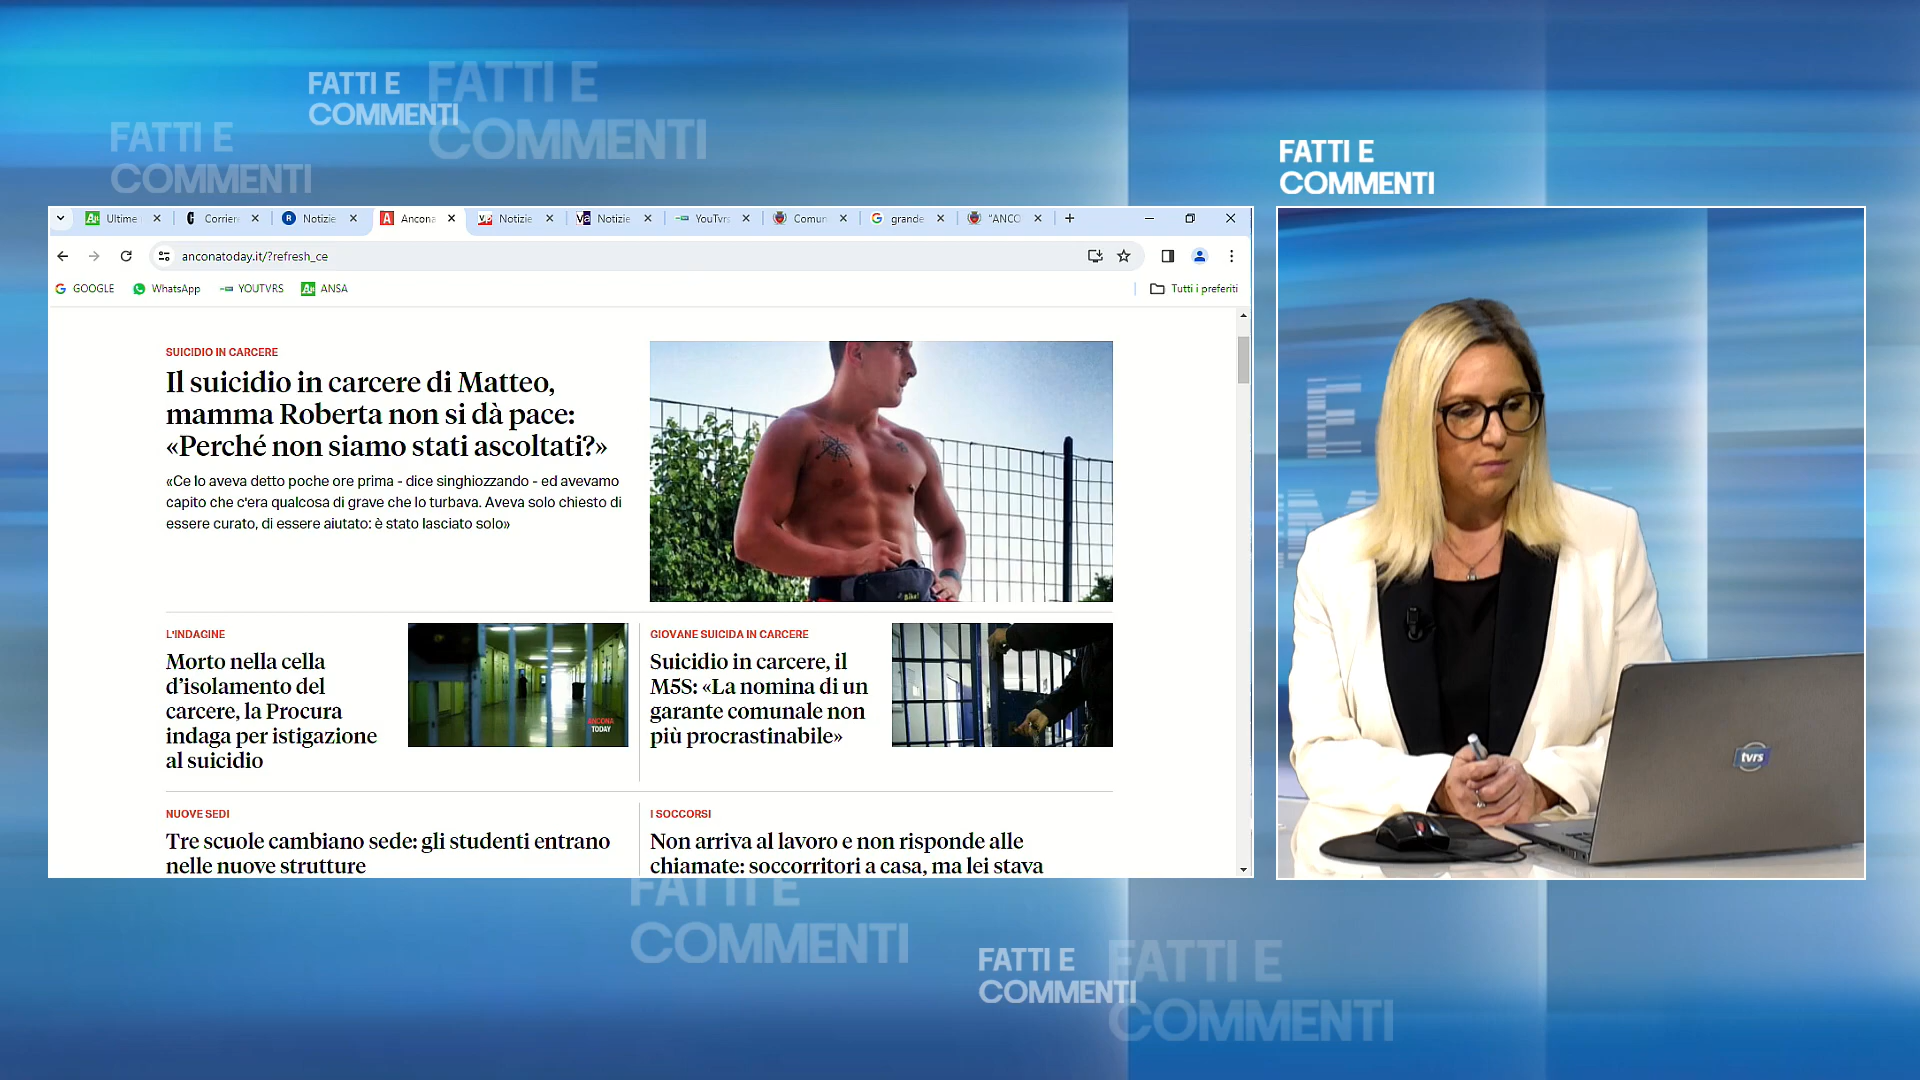 FATTI E
COMMENTI
FATTI E
COMMENTI
FATTI E
COMMENTI
FATTI E
COMMENTI
Ultime
Corriere
Notizie
Ancona
Notizie
Notizie
YouTvrs
Comun
grande
"ANCO
anconatoday.it/?refresh_ce
GOOGLE
WhatsApp
YOUTVRS
ANSA
Tutti i preferiti
SUICIDIO IN CARCERE
Il suicidio in carcere di Matteo,
mamma Roberta non si dà pace:
«Perché non siamo stati ascoltati?»
«Ce lo aveva detto poche ore prima - dice singhiozzando - ed avevamo
capito che c'era qualcosa di grave che lo turbava. Aveva solo chiesto di
essere curato, di essere aiutato: è stato lasciato solo»
L'INDAGINE
Morto nella cella
d'isolamento del
carcere, la Procura
indaga per istigazione
al suicidio
ANCONA
TODAY
GIOVANE SUICIDA IN CARCERE
Suicidio in carcere, il
M5S: «La nomina di un
garante comunale non
più procrastinabile»
NUOVE SEDI
Tre scuole cambiano sede: gli studenti entrano
nelle nuove strutture
I SOCCORSI
Non arriva al lavoro e non risponde alle
chiamate: soccorritori a casa, ma lei stava
tvrs
FATTI E
COMMENTI
FATTI E
COMMENTI
FATTI E
COMMENTI